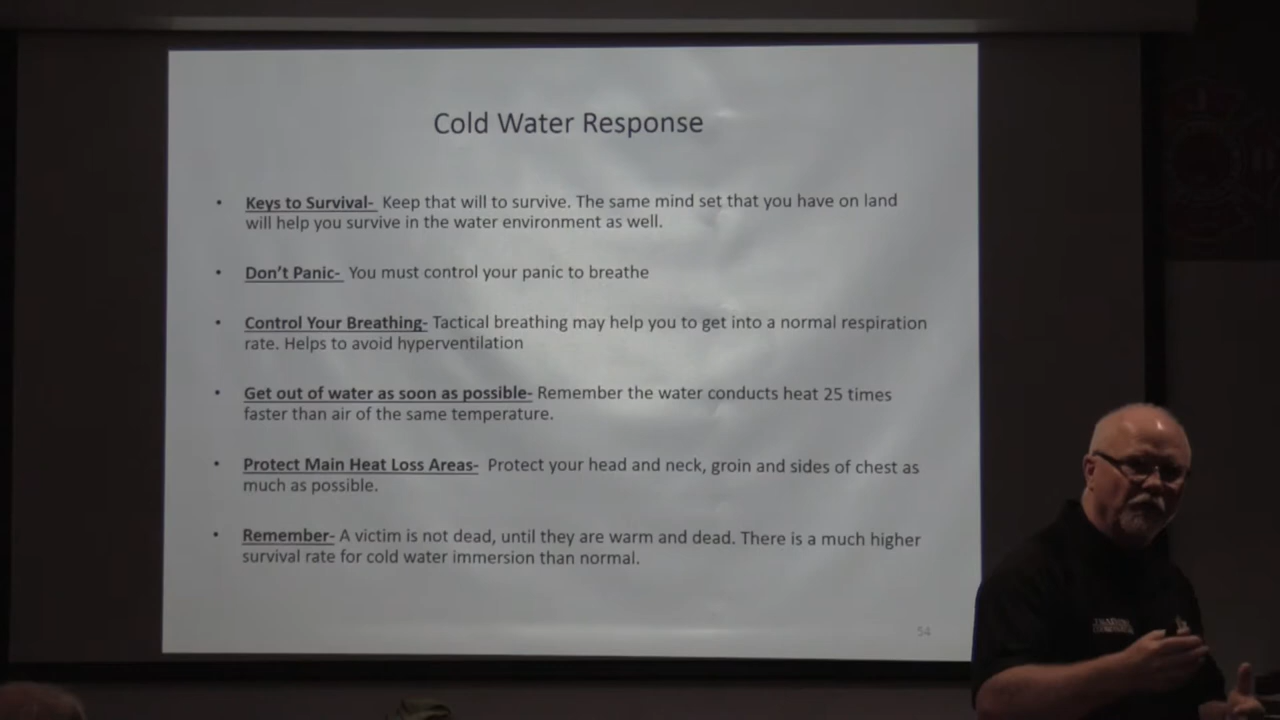 Cold Water Response
• Keys to Survival- Keep that will to survive. The same mind set that you have on land
will help you survive in the water environment as well.
• Don't Panic- You must control your panic to breathe
• Control Your Breathing- Tactical breathing may help you to get into a normal respiration
rate. Helps to avoid hyperventilation
• Get out of water as soon as possible- Remember the water conducts heat 25 times
faster than air of the same temperature.
• Protect Main Heat Loss Areas- Protect your head and neck, groin and sides of chest as
much as possible.
• Remember- A victim is not dead, until they are warm and dead. There is a much higher
survival rate for cold water immersion than normal.
54